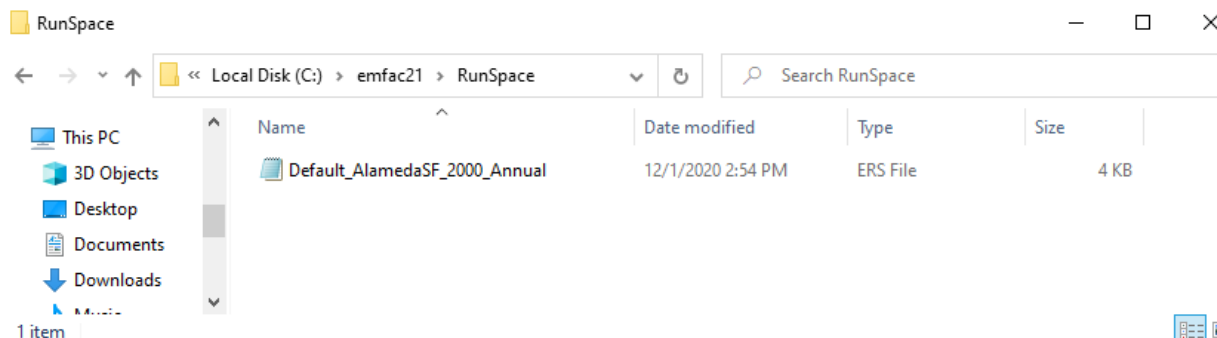 RunSpace
« Local Disk (C:) › emfac21 › RunSpace
Search RunSpace
This PC
3D Objects
Desktop
Documents
Downloads
Music
Name
Date modified
Type
Size
Default_AlamedaSF_2000_Annual
12/1/2020 2:54 PM
ERS File
4 KB
1 item